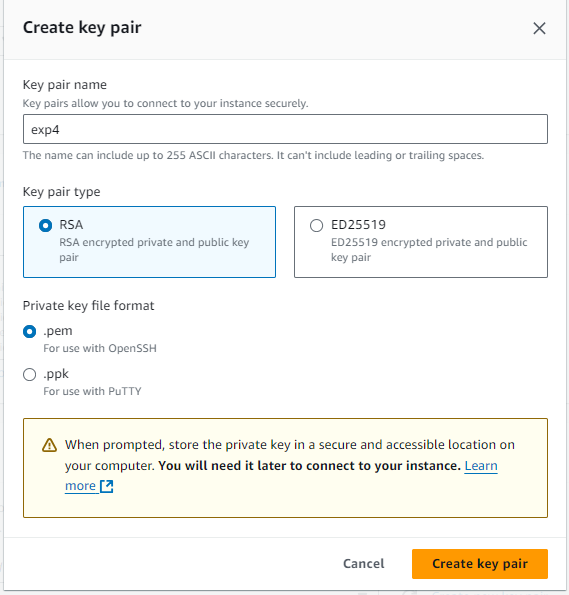 Create key pair
Key pair name
Key pairs allow you to connect to your instance securely.
exp4
The name can include up to 255 ASCII characters. It can't include leading or trailing spaces.
Key pair type
RSA
RSA encrypted private and public key
pair
ED25519
ED25519 encrypted private and public
key pair
Private key file format
.pem
For use with OpenSSH
.ppk
For use with PuTTY
When prompted, store the private key in a secure and accessible location on
your computer. You will need it later to connect to your instance. Learn
more
Cancel
Create key pair